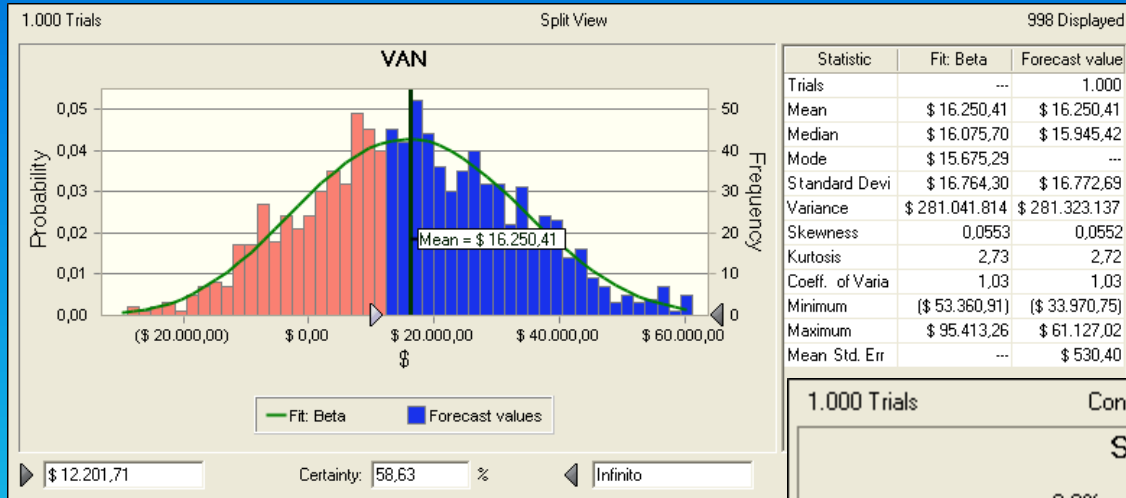 1.000 Trials Split View 998 Displayed
VAN
0,05
0,04
0,03
0,02
0,01
0,00
Probability
50
40
30
20
10
0
Frequency
Mean = $ 16.250,41
($ 20.000,00) $ 0,00 $ 20.000,00 $ 40.000,00 $ 60.000,00
$
Fit: Beta Forecast values
$ 12.201,71 Certainty: 58,63 % Infinito
Statistic Fit: Beta Forecast value
Trials --- 1.000
Mean $ 16.250,41 $ 16.250,41
Median $ 16.075,70 $ 15.945,42
Mode $ 15.675,29 ---
Standard Devi $ 16.764,30 $ 16.772,69
Variance $ 281.041.814 $ 281.323.137
Skewness 0,0553 0,0552
Kurtosis 2,73 2,72
Coeff. of Varia 1,03 1,03
Minimum ($ 53.360,91) ($ 33.970,75)
Maximum $ 95.413,26 $ 61.127,02
Mean Std. Err --- $ 530,40
1.000 Trials Con
S